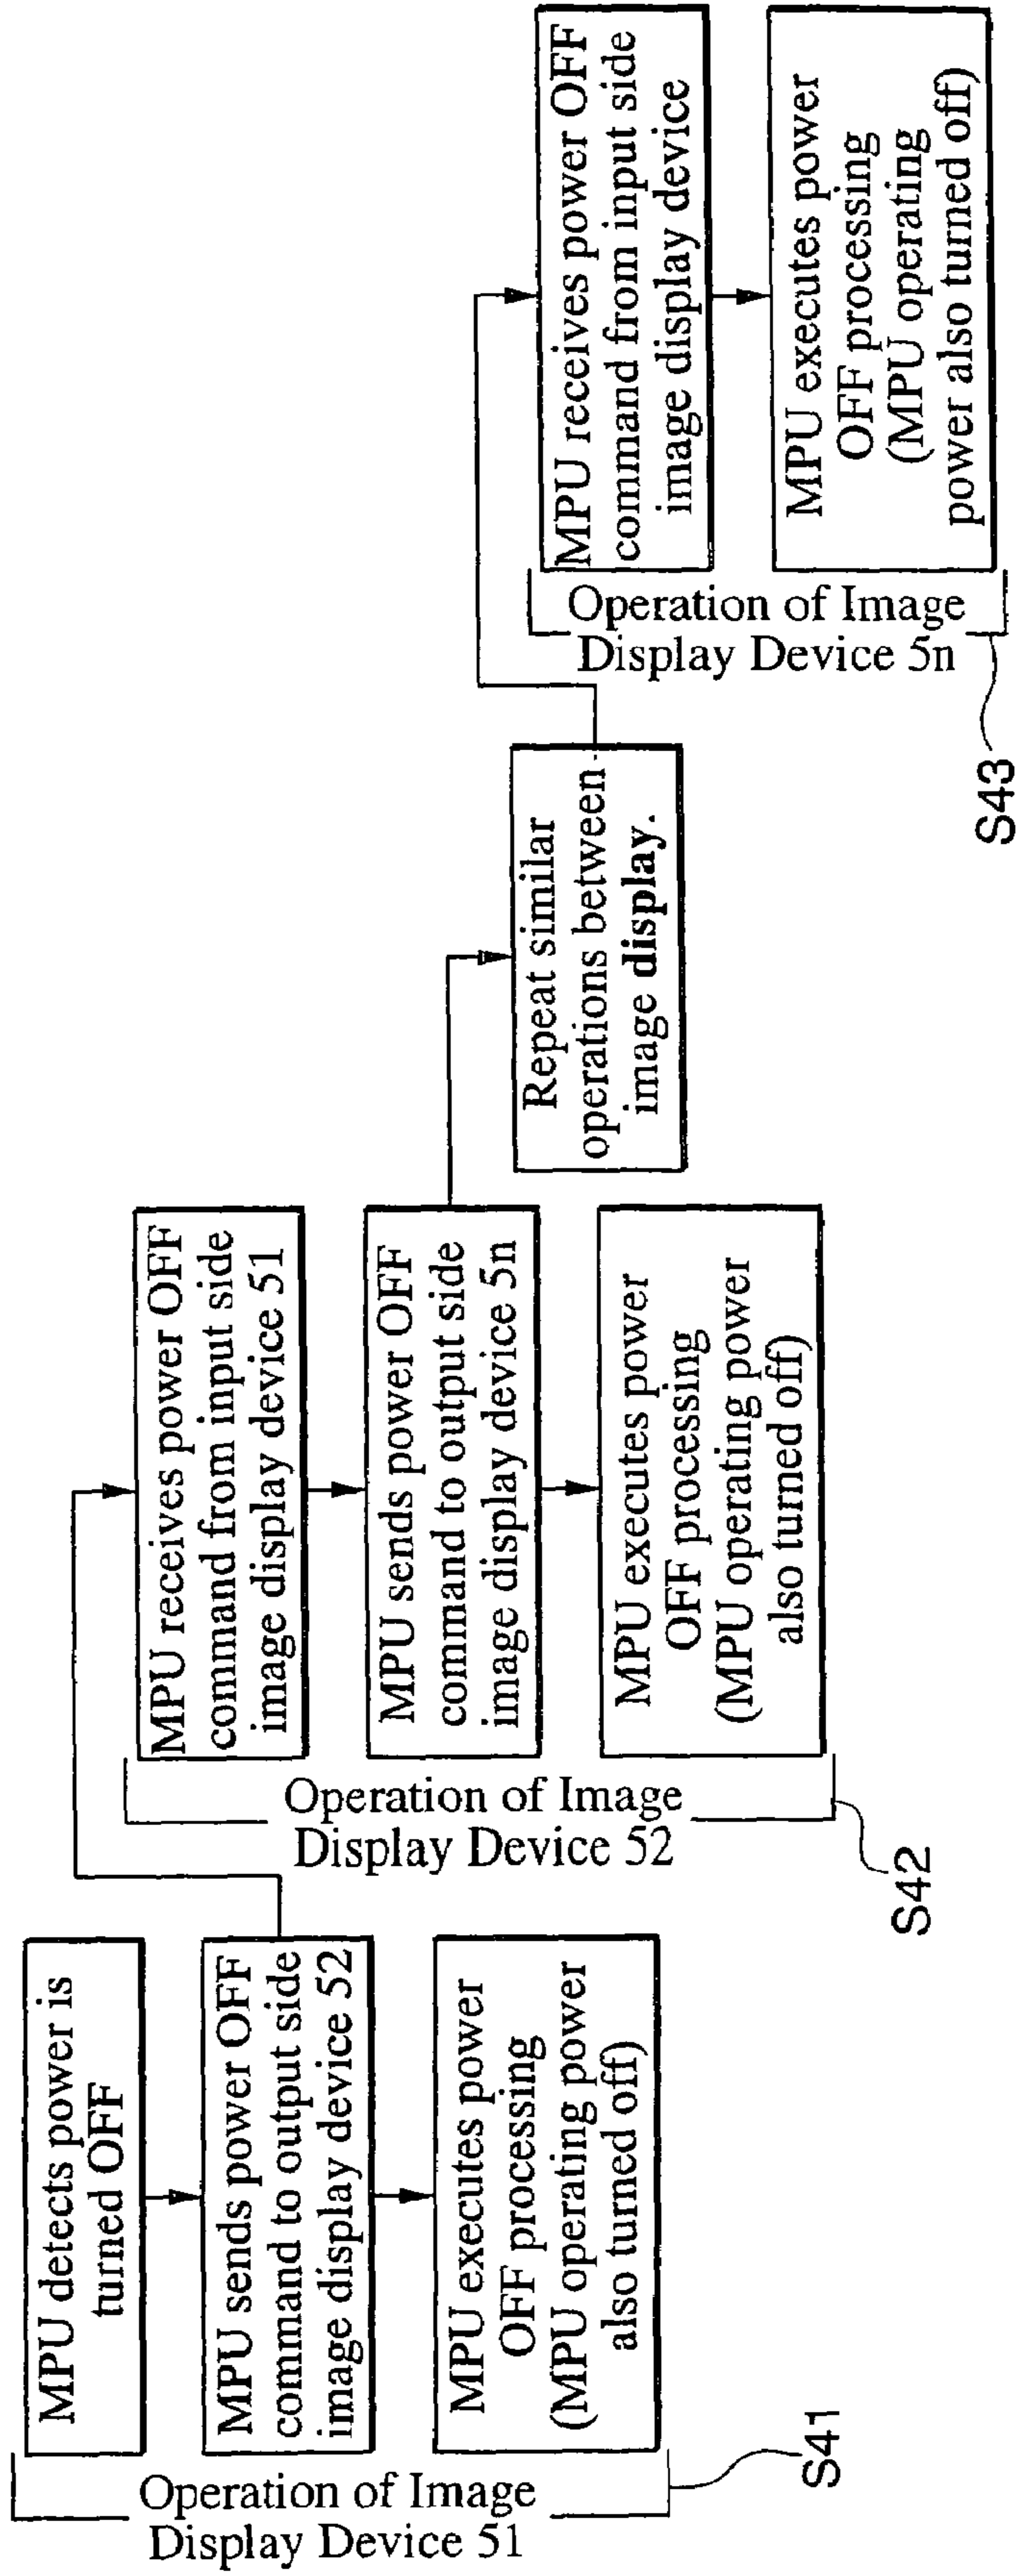 Operation of Image
Display Device 51
S41
MPU detects power is
turned OFF
MPU sends power OFF
command to output side
image display device 52
MPU executes power
OFF processing
(MPU operating power
also turned off)
Operation of Image
Display Device 52
S42
MPU receives power OFF
command from input side
image display device 51
MPU sends power OFF
command to output side
image display device 5n
MPU executes power
OFF processing
(MPU operating power
also turned off)
Repeat similar
operations between
image display.
Operation of Image
Display Device 5n
S43
MPU receives power OFF
command from input side
image display device
MPU executes power
OFF processing
(MPU operating
power also turned off)